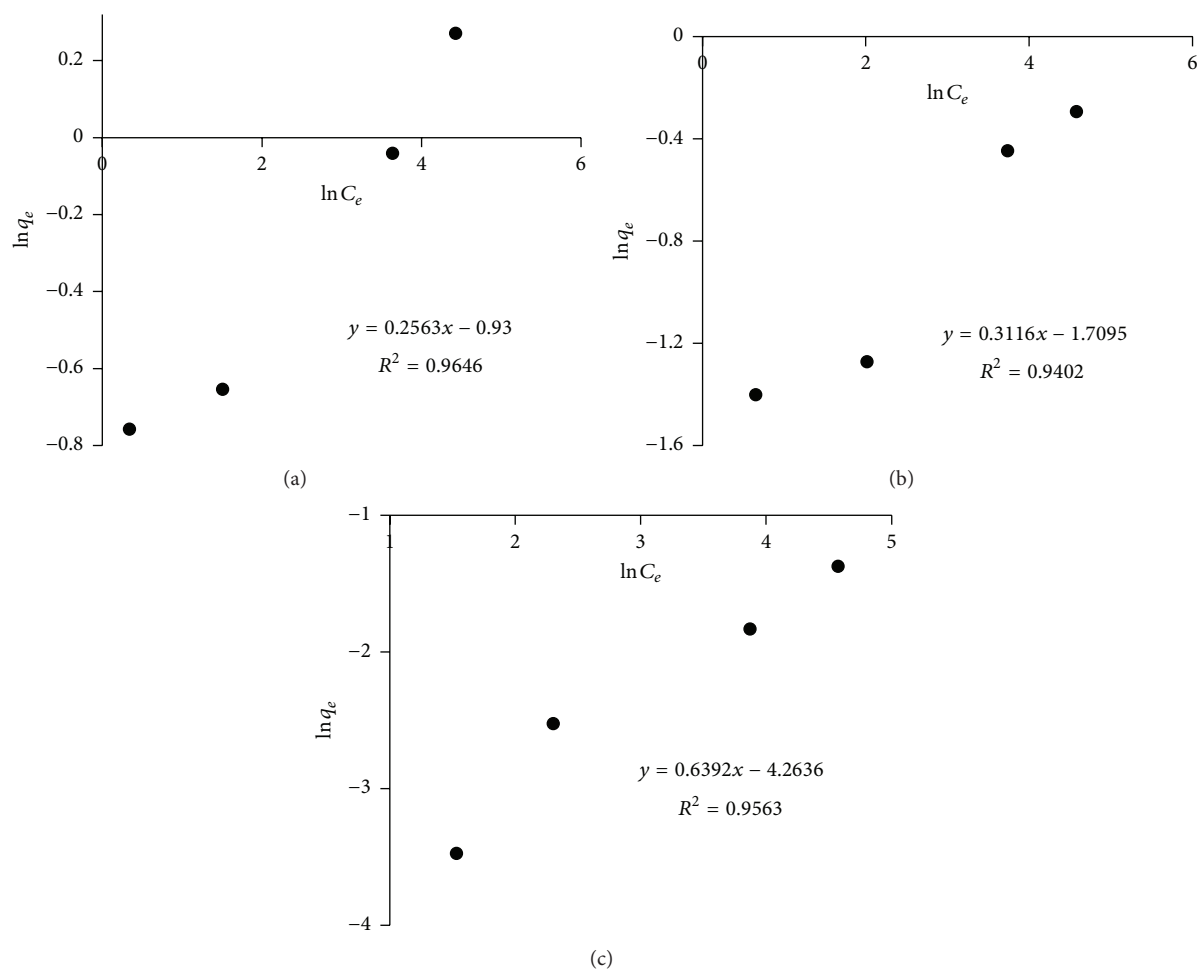 0.2
0
0
2
4
6
ln C_e
−0.2
ln q_e
−0.4
y = 0.2563x − 0.93
R² = 0.9646
−0.6
−0.8
(a)
0
0
2
4
6
ln C_e
−0.4
ln q_e
−0.8
−1.2
y = 0.3116x − 1.7095
R² = 0.9402
−1.6
(b)
−1
1
2
3
4
5
ln C_e
−2
ln q_e
−3
y = 0.6392x − 4.2636
R² = 0.9563
−4
(c)